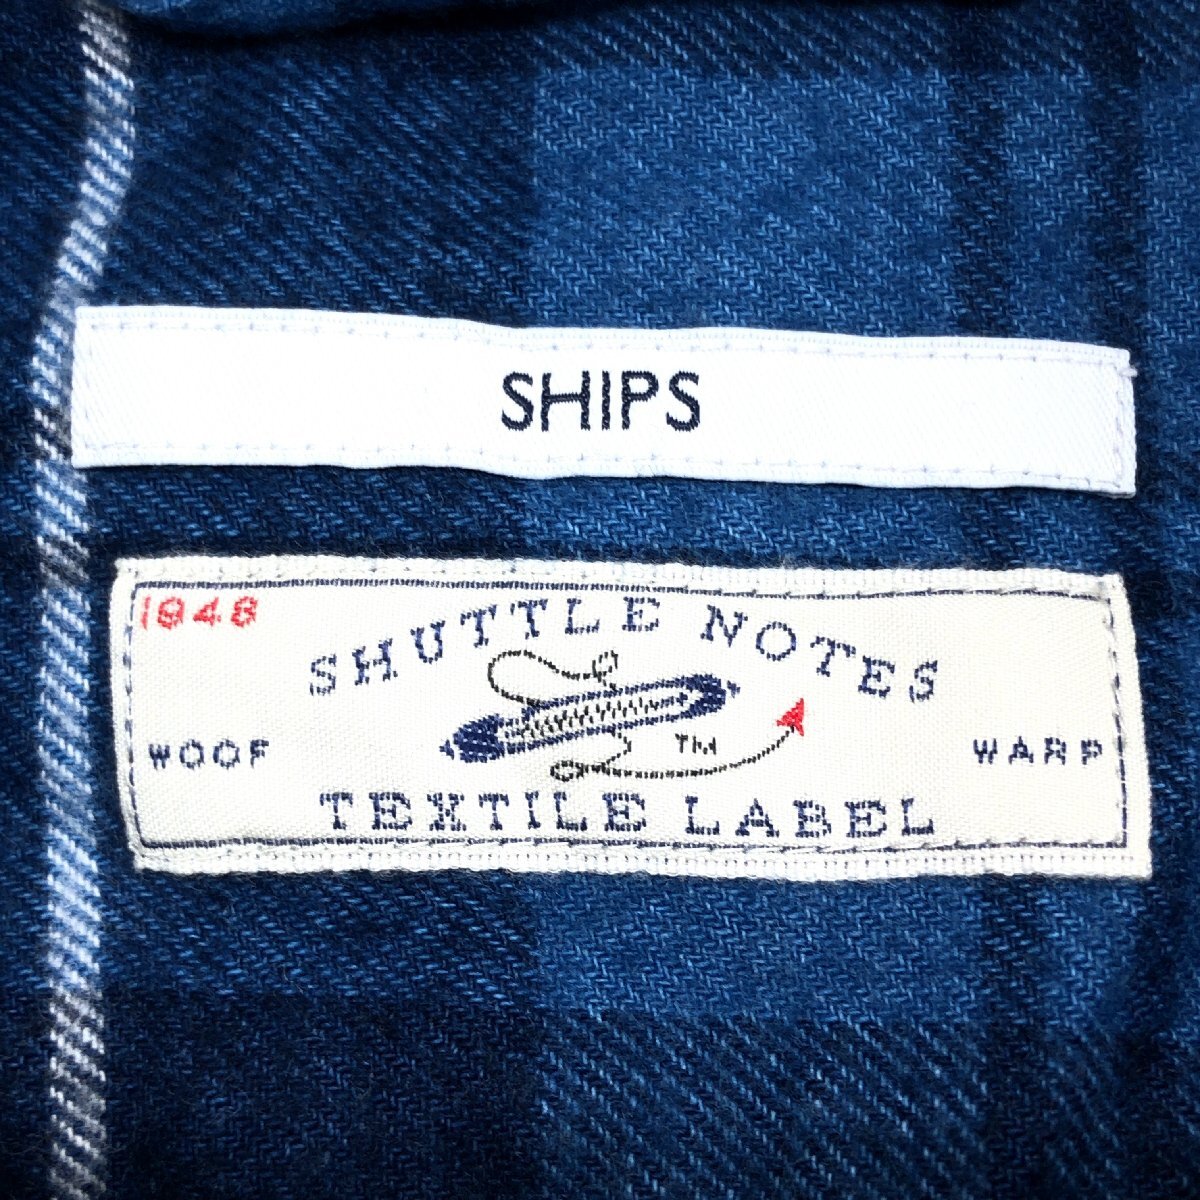 SHIPS
1948
SHUTTLE NOTES
WOOF
TM
WARP
TEXTILE LABEL